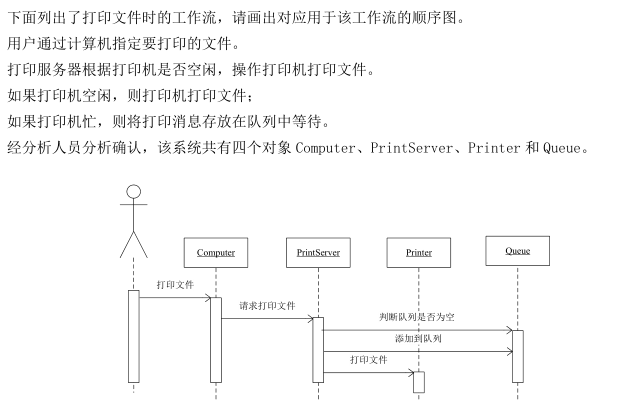 下面列出了打印文件时的工作流，请画出对应用于该工作流的顺序图。
用户通过计算机指定要打印的文件。
打印服务器根据打印机是否空闲，操作打印机打印文件。
如果打印机空闲，则打印机打印文件；
如果打印机忙，则将打印消息存放在队列中等待。
经分析人员分析确认，该系统共有四个对象 Computer、PrintServer、Printer 和 Queue。
Computer
PrintServer
Printer
Queue
打印文件
请求打印文件
判断队列是否为空
添加到队列
打印文件